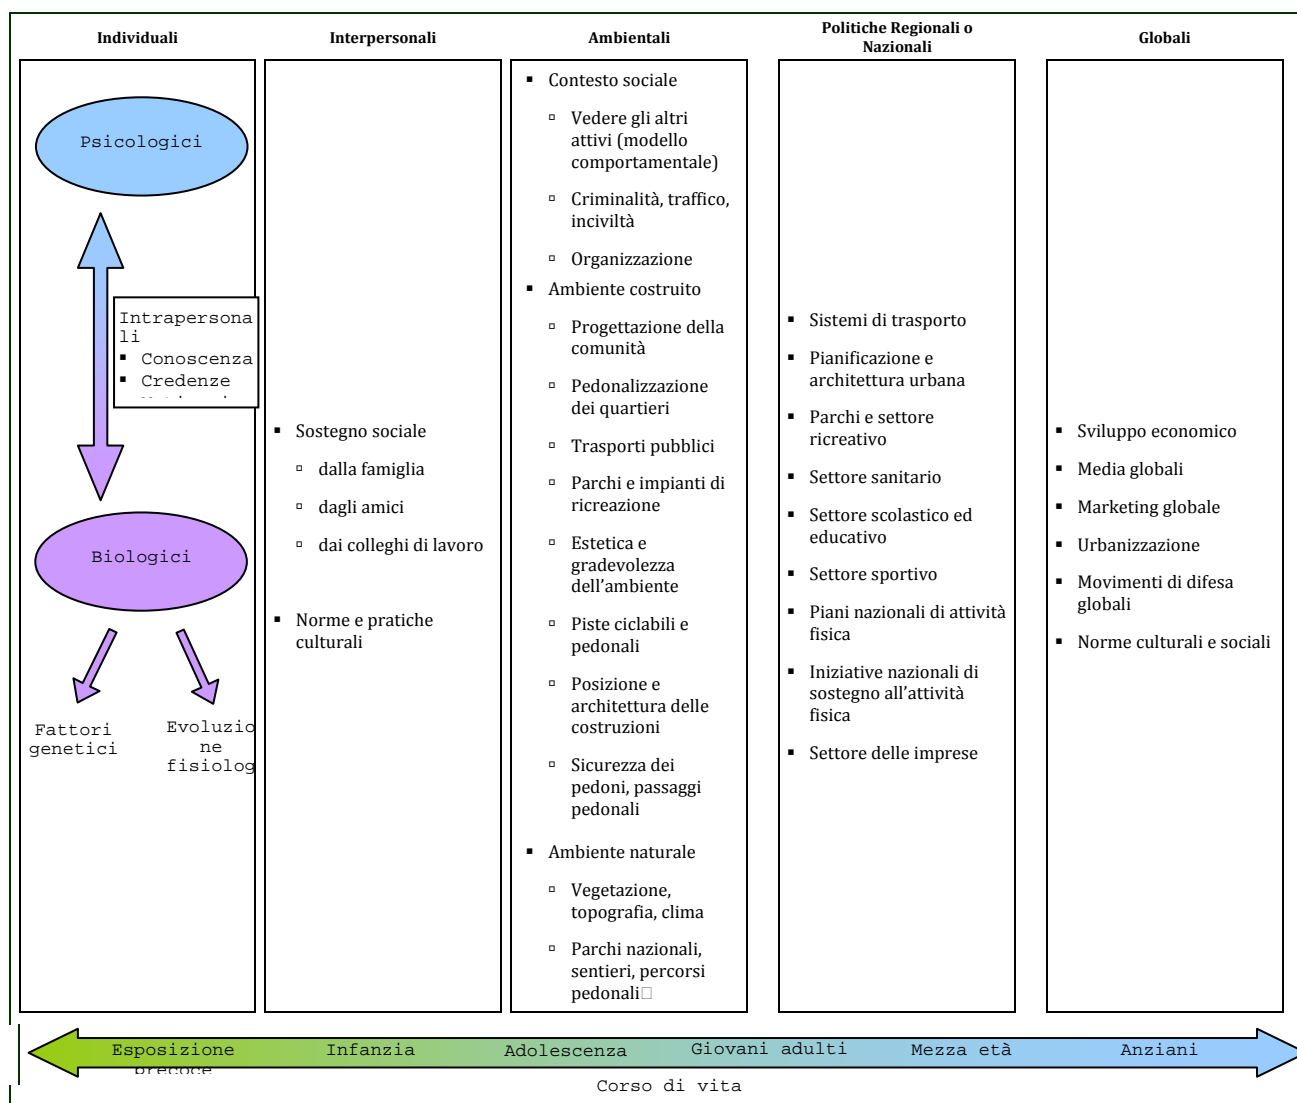 Individuali
Interpersonali
Ambientali
Politiche Regionali o
Nazionali
Globali
Psicologici
Intrapersona
li
▪ Conoscenza
▪ Credenze
Biologici
Fattori
genetici
Evoluzio
ne
fisiolog
▪ Sostegno sociale
▫ dalla famiglia
▫ dagli amici
▫ dai colleghi di lavoro
▪ Norme e pratiche
culturali
▪ Contesto sociale
▫ Vedere gli altri
attivi (modello
comportamentale)
▫ Criminalità, traffico,
inciviltà
▫ Organizzazione
▪ Ambiente costruito
▫ Progettazione della
comunità
▫ Pedonalizzazione
dei quartieri
▫ Trasporti pubblici
▫ Parchi e impianti di
ricreazione
▫ Estetica e
gradevolezza
dell’ambiente
▫ Piste ciclabili e
pedonali
▫ Posizione e
architettura delle
costruzioni
▫ Sicurezza dei
pedoni, passaggi
pedonali
▪ Ambiente naturale
▫ Vegetazione,
topografia, clima
▫ Parchi nazionali,
sentieri, percorsi
pedonali
▪ Sistemi di trasporto
▪ Pianificazione e
architettura urbana
▪ Parchi e settore
ricreativo
▪ Settore sanitario
▪ Settore scolastico ed
educativo
▪ Settore sportivo
▪ Piani nazionali di attività
fisica
▪ Iniziative nazionali di
sostegno all’attività
fisica
▪ Settore delle imprese
▪ Sviluppo economico
▪ Media globali
▪ Marketing globale
▪ Urbanizzazione
▪ Movimenti di difesa
globali
▪ Norme culturali e sociali
Esposizione
precoce
Infanzia
Adolescenza
Giovani adulti
Mezza età
Anziani
Corso di vita